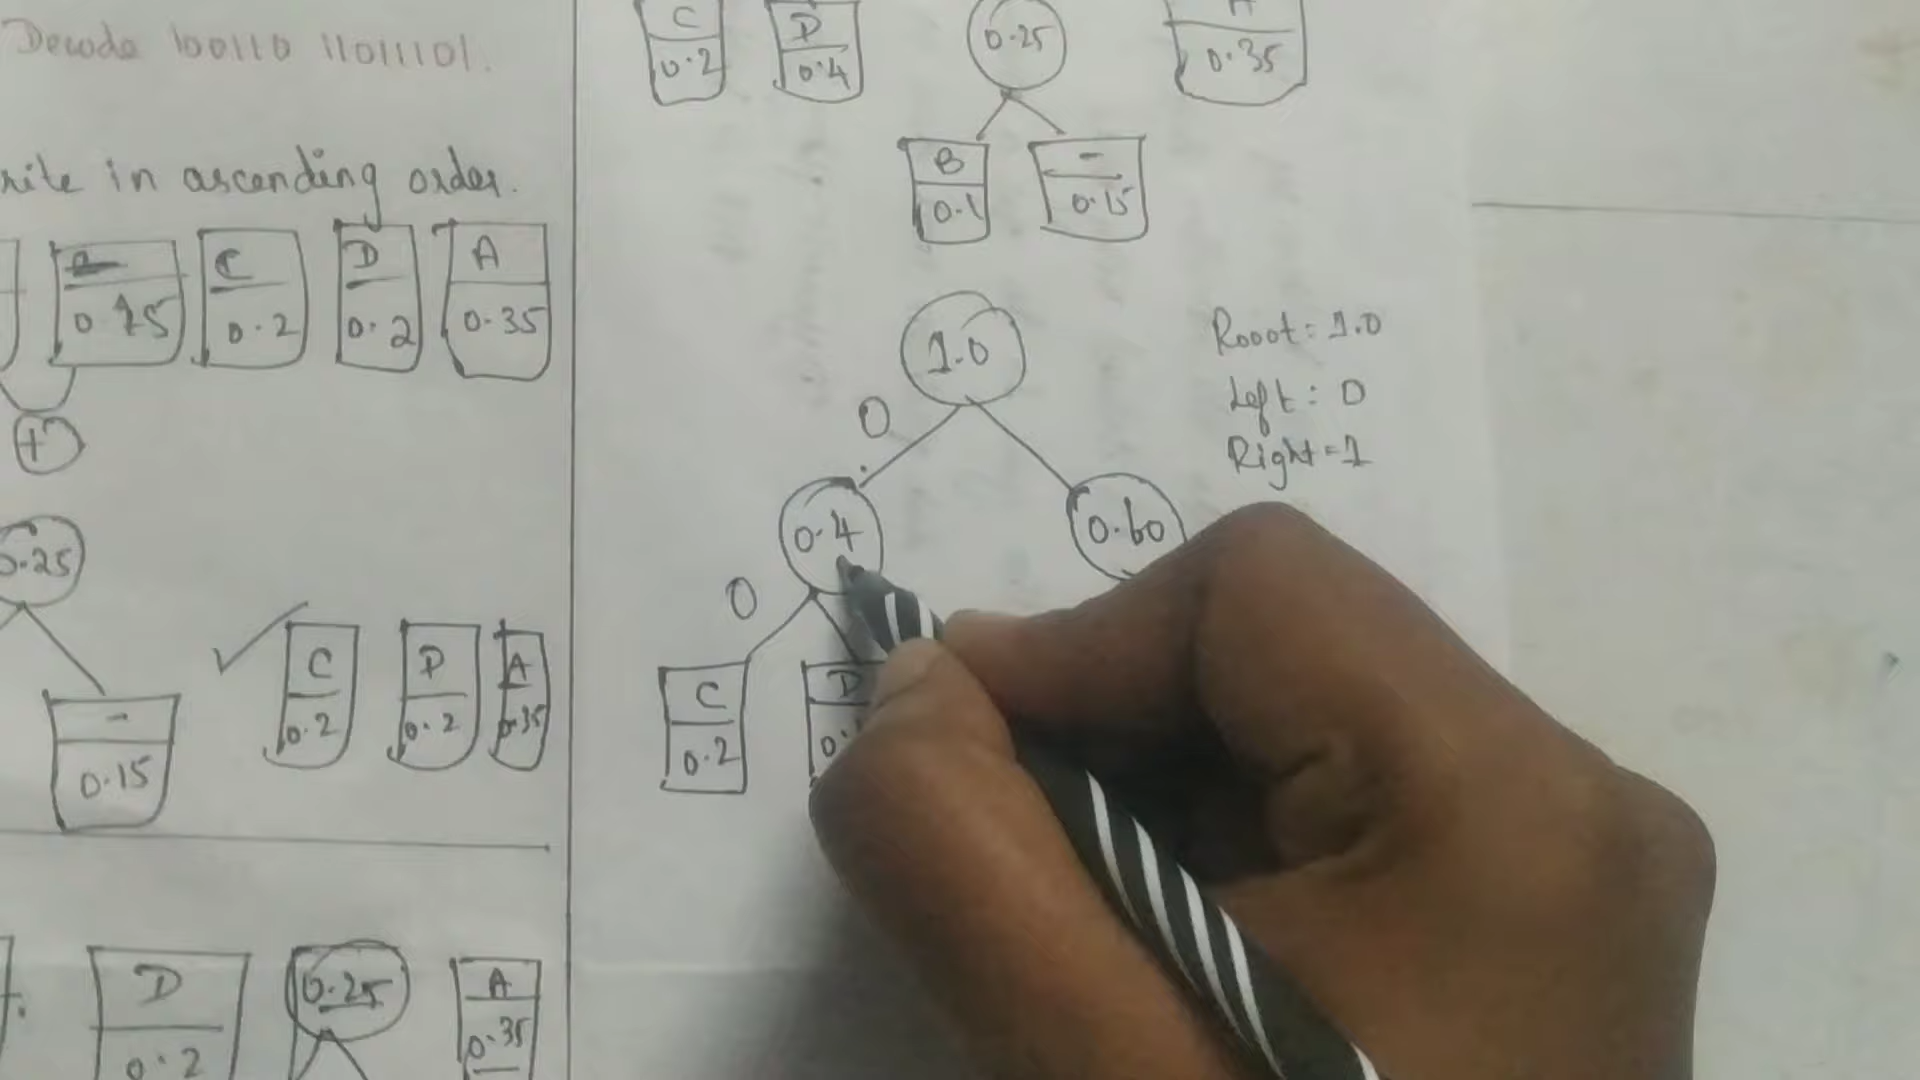 Decode 100110 11011101.
rite in ascending order.
0.15
C
0.2
D
0.2
A
0.35
+
0.25
-
0.15
C
0.2
D
0.2
A
0.35
D
0.2
0.25
A
0.35
C
0.2
D
0.4
0.25
A
0.35
B
0.1
-
0.15
1.0
Rooot: 1.0
Left: 0
Right=1
0
0.4
0.60
0
C
0.2
D